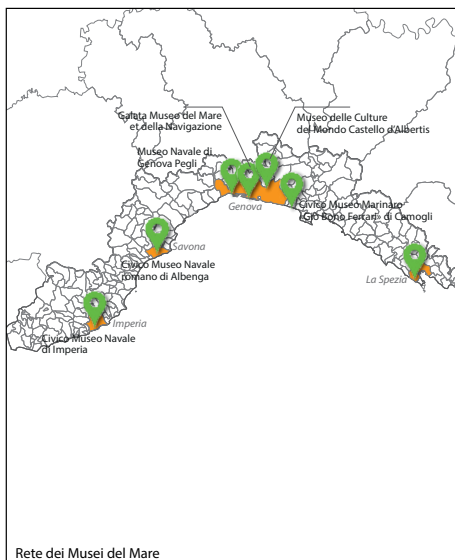 Galata Museo del Mare
et della Navigazione
Museo delle Culture
del Mondo Castello d'Albertis
Museo Navale di
Genova Pegli
Genova
Civico Museo Marinaro
«Giò Bono Ferrari» di Camogli
Savona
Civico Museo Navale
romano di Albenga
La Spezia
Imperia
Civico Museo Navale
di Imperia
Rete dei Musei del Mare